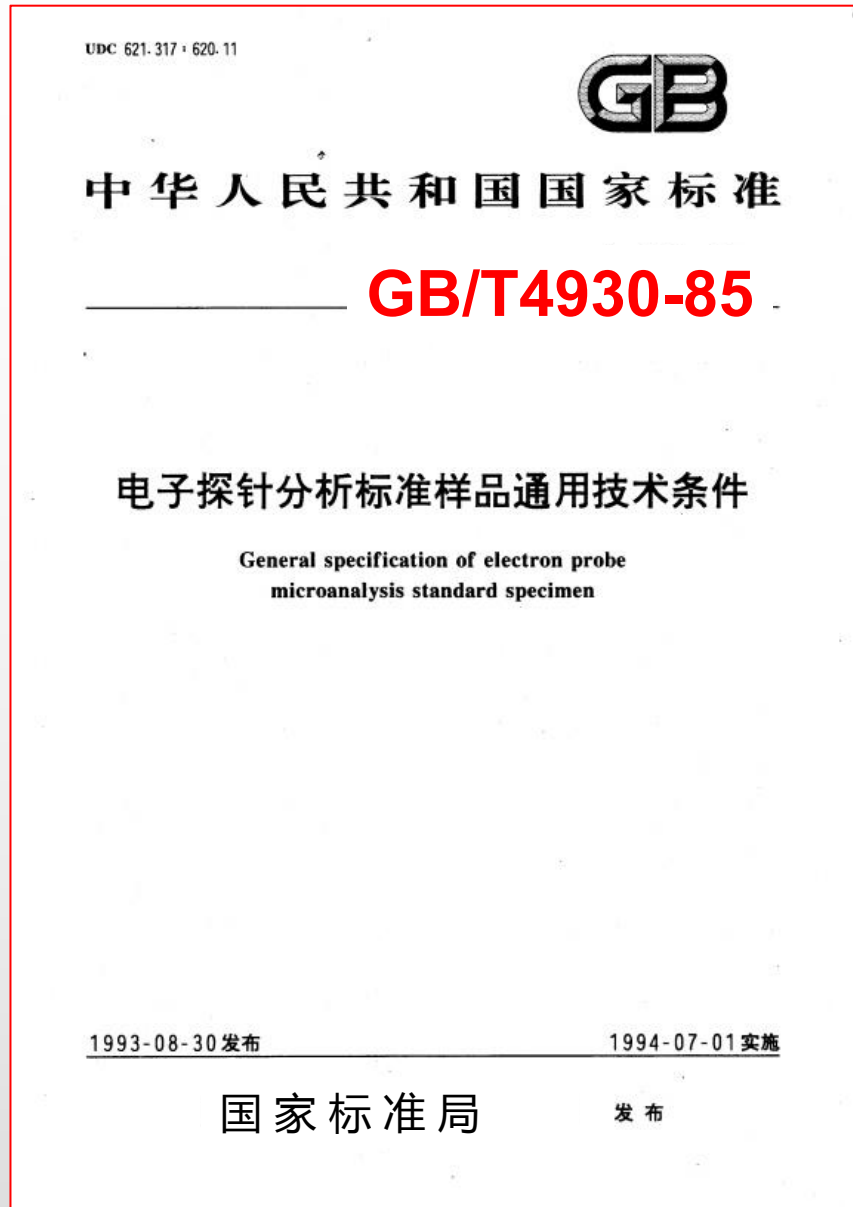 UDC 621.317:620.11
GB
中华人民共和国国家标准
GB/T4930-85
电子探针分析标准样品通用技术条件
General specification of electron probe
microanalysis standard specimen
1993-08-30发布
1994-07-01实施
国家标准局
发布